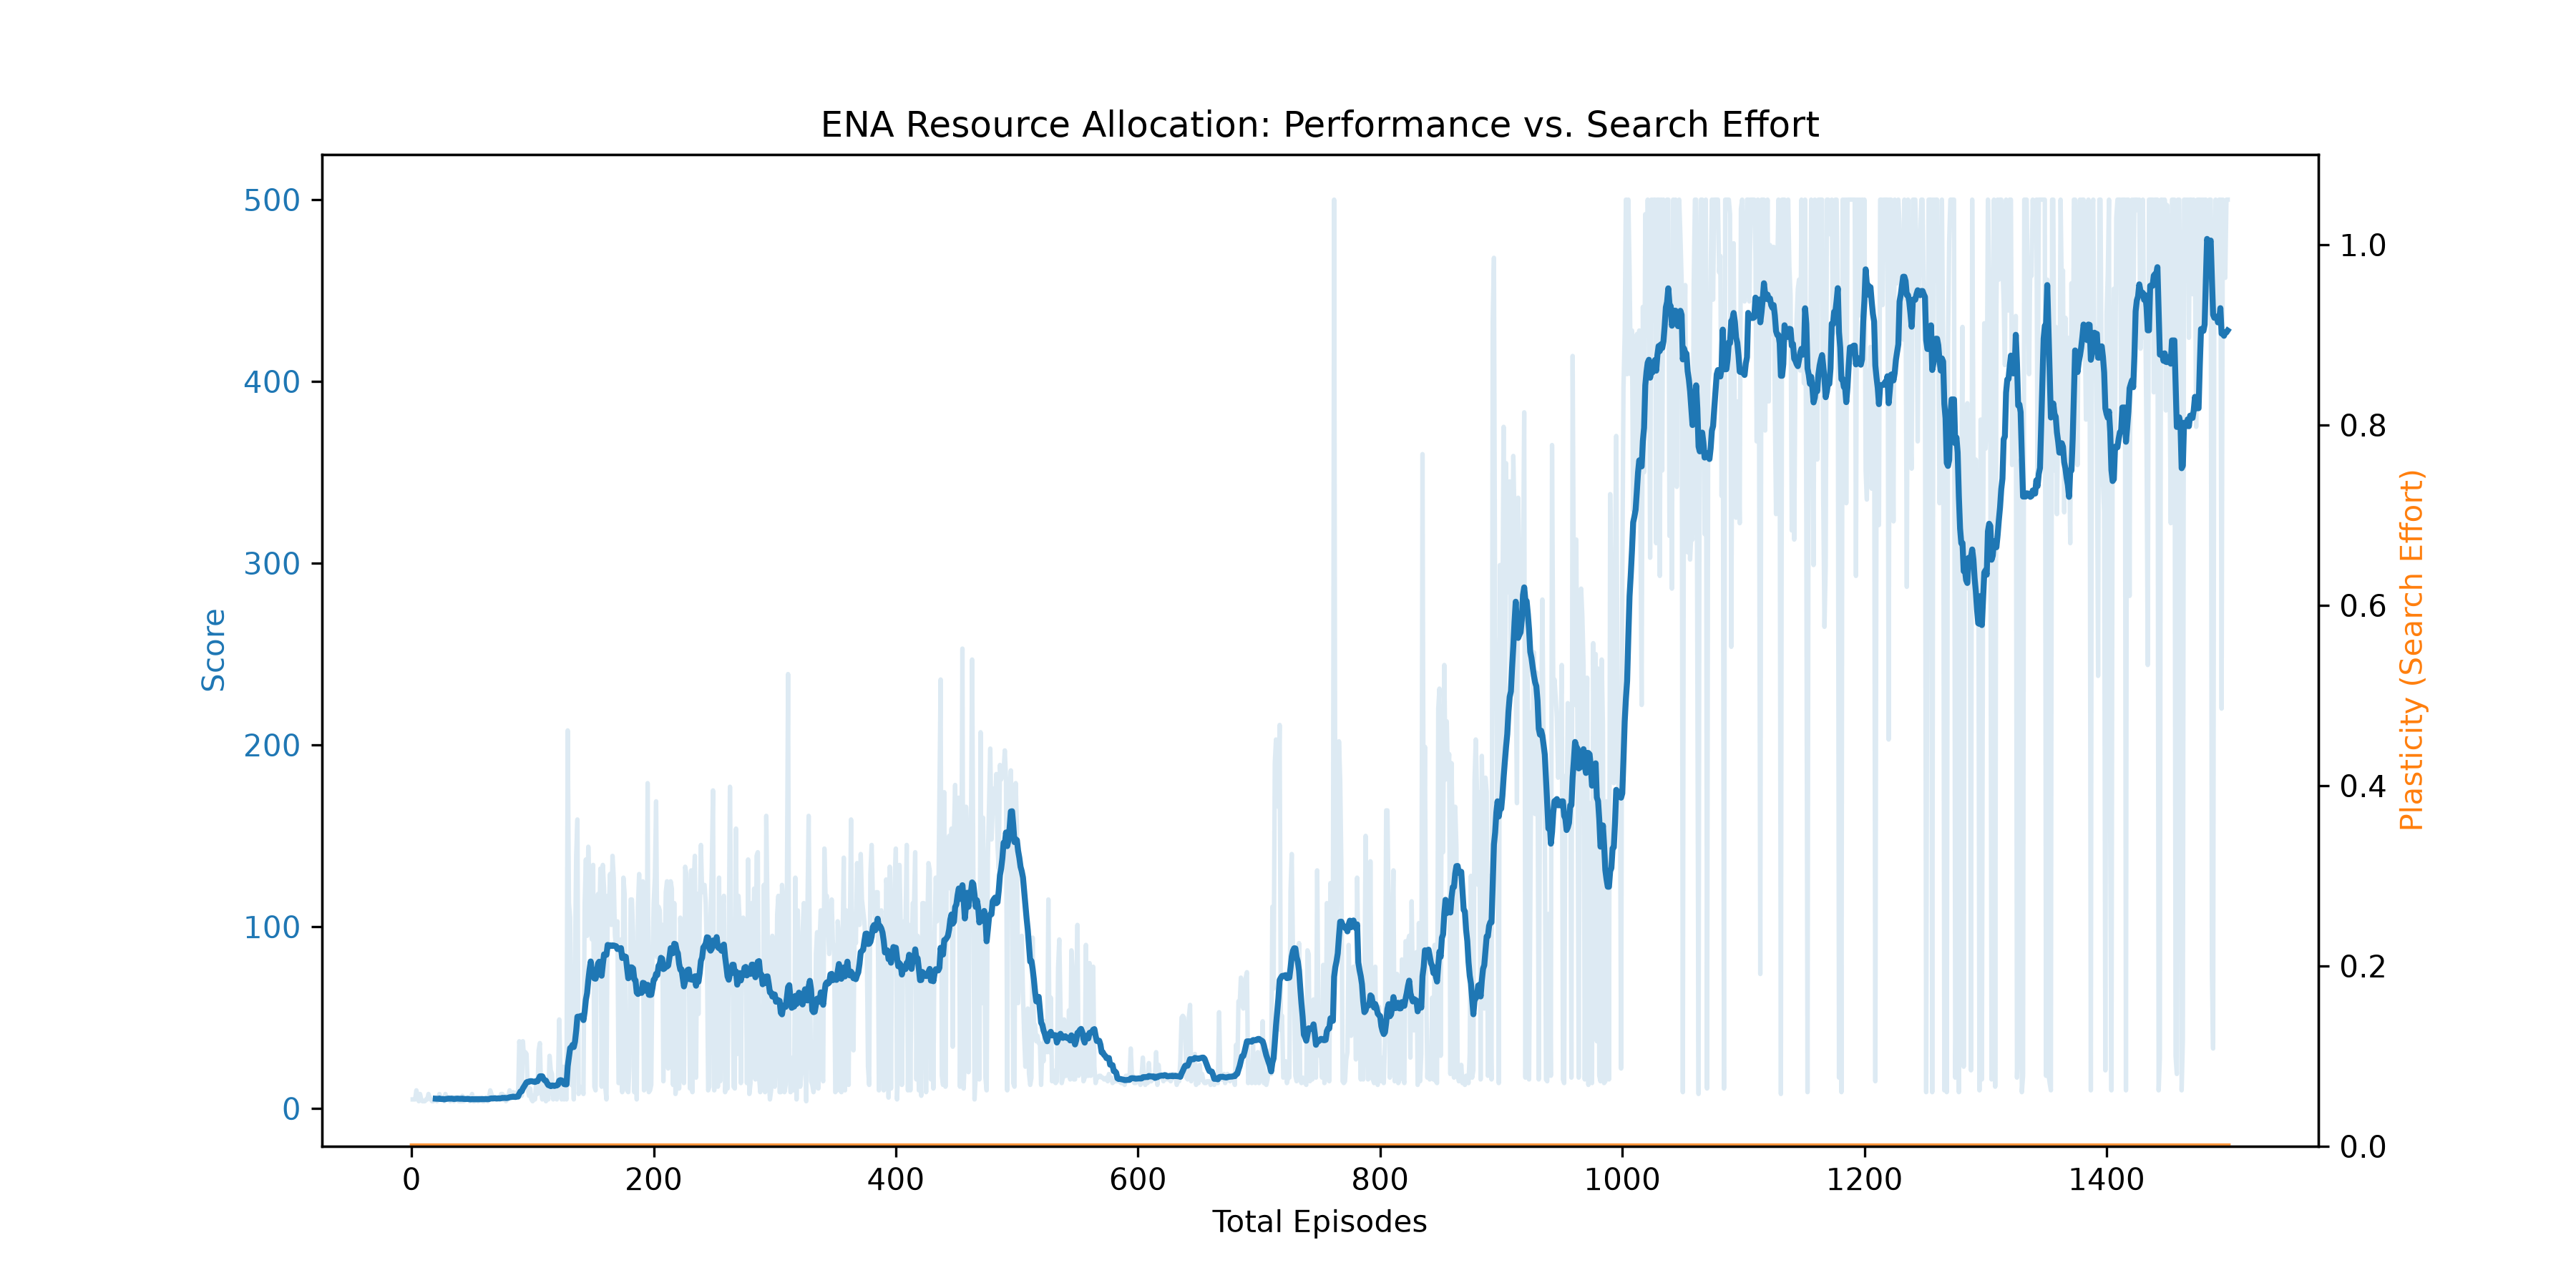 ENA Resource Allocation: Performance vs. Search Effort
500
400
300
200
100
0
Score
1.0
0.8
0.6
0.4
0.2
0.0
Plasticity (Search Effort)
0 200 400 600 800 1000 1200 1400
Total Episodes